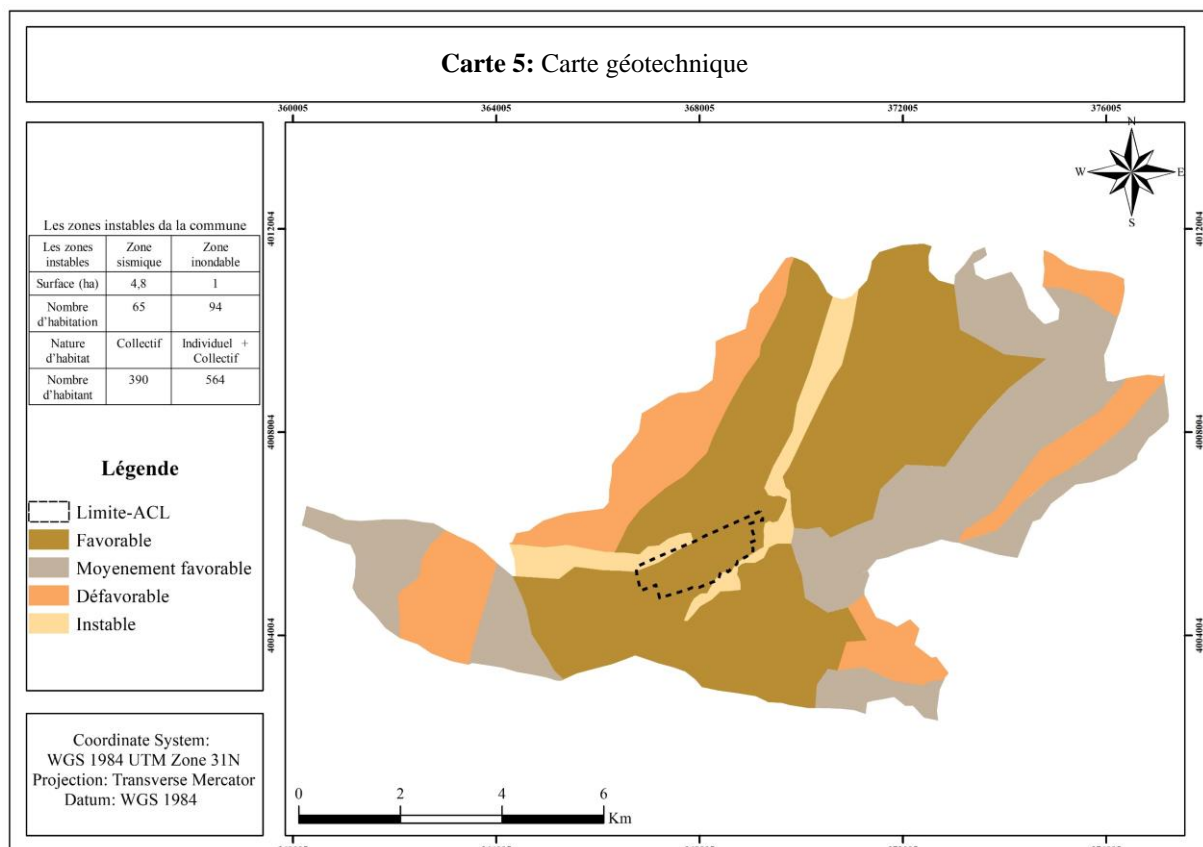 Carte 5: Carte géotechnique
360005 364005 368005 372005 376005
N
W E
S
4012004 4012004
4008004 4008004
4004004 4004004
Les zones instables da la commune
Les zones instables Zone sismique Zone inondable
Surface (ha) 4,8 1
Nombre d'habitation 65 94
Nature d'habitat Collectif Individuel + Collectif
Nombre d'habitant 390 564
Légende
Limite-ACL
Favorable
Moyenement favorable
Défavorable
Instable
Coordinate System:
WGS 1984 UTM Zone 31N
Projection: Transverse Mercator
Datum: WGS 1984
0 2 4 6
Km